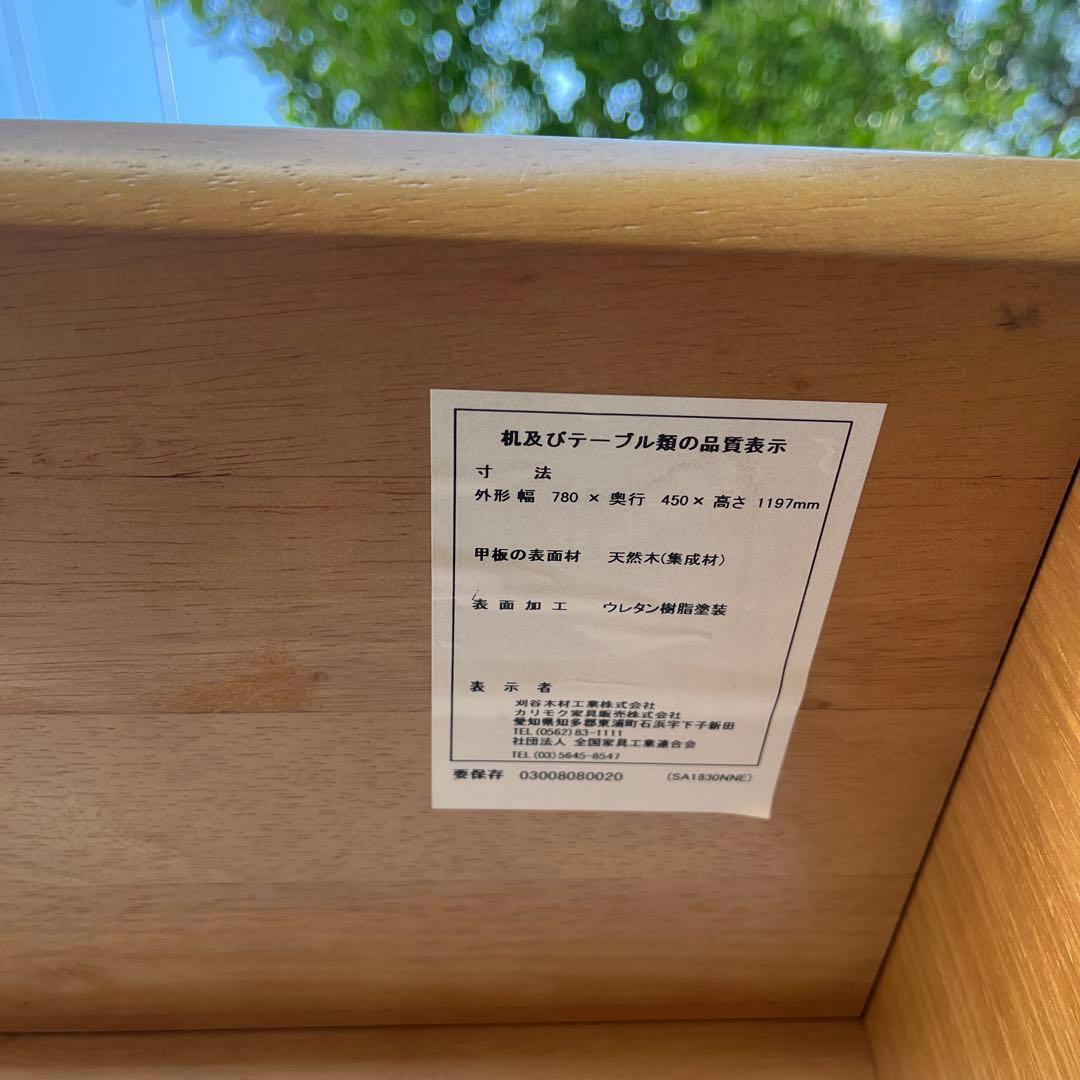 机及びテーブル類の品質表示
寸 法
外形 幅 780 × 奥行 450× 高さ 1197mm
甲板の表面材 天然木(集成材)
表面加工 ウレタン樹脂塗装
表示者
刈谷木材工業株式会社
カリモク家具販売株式会社
愛知県知多郡東浦町石浜字下子新田
TEL(0562)83-1111
社団法人 全国家具工業連合会
TEL(03)5645-8547
要保存 03008080020 (SA1830NNE)